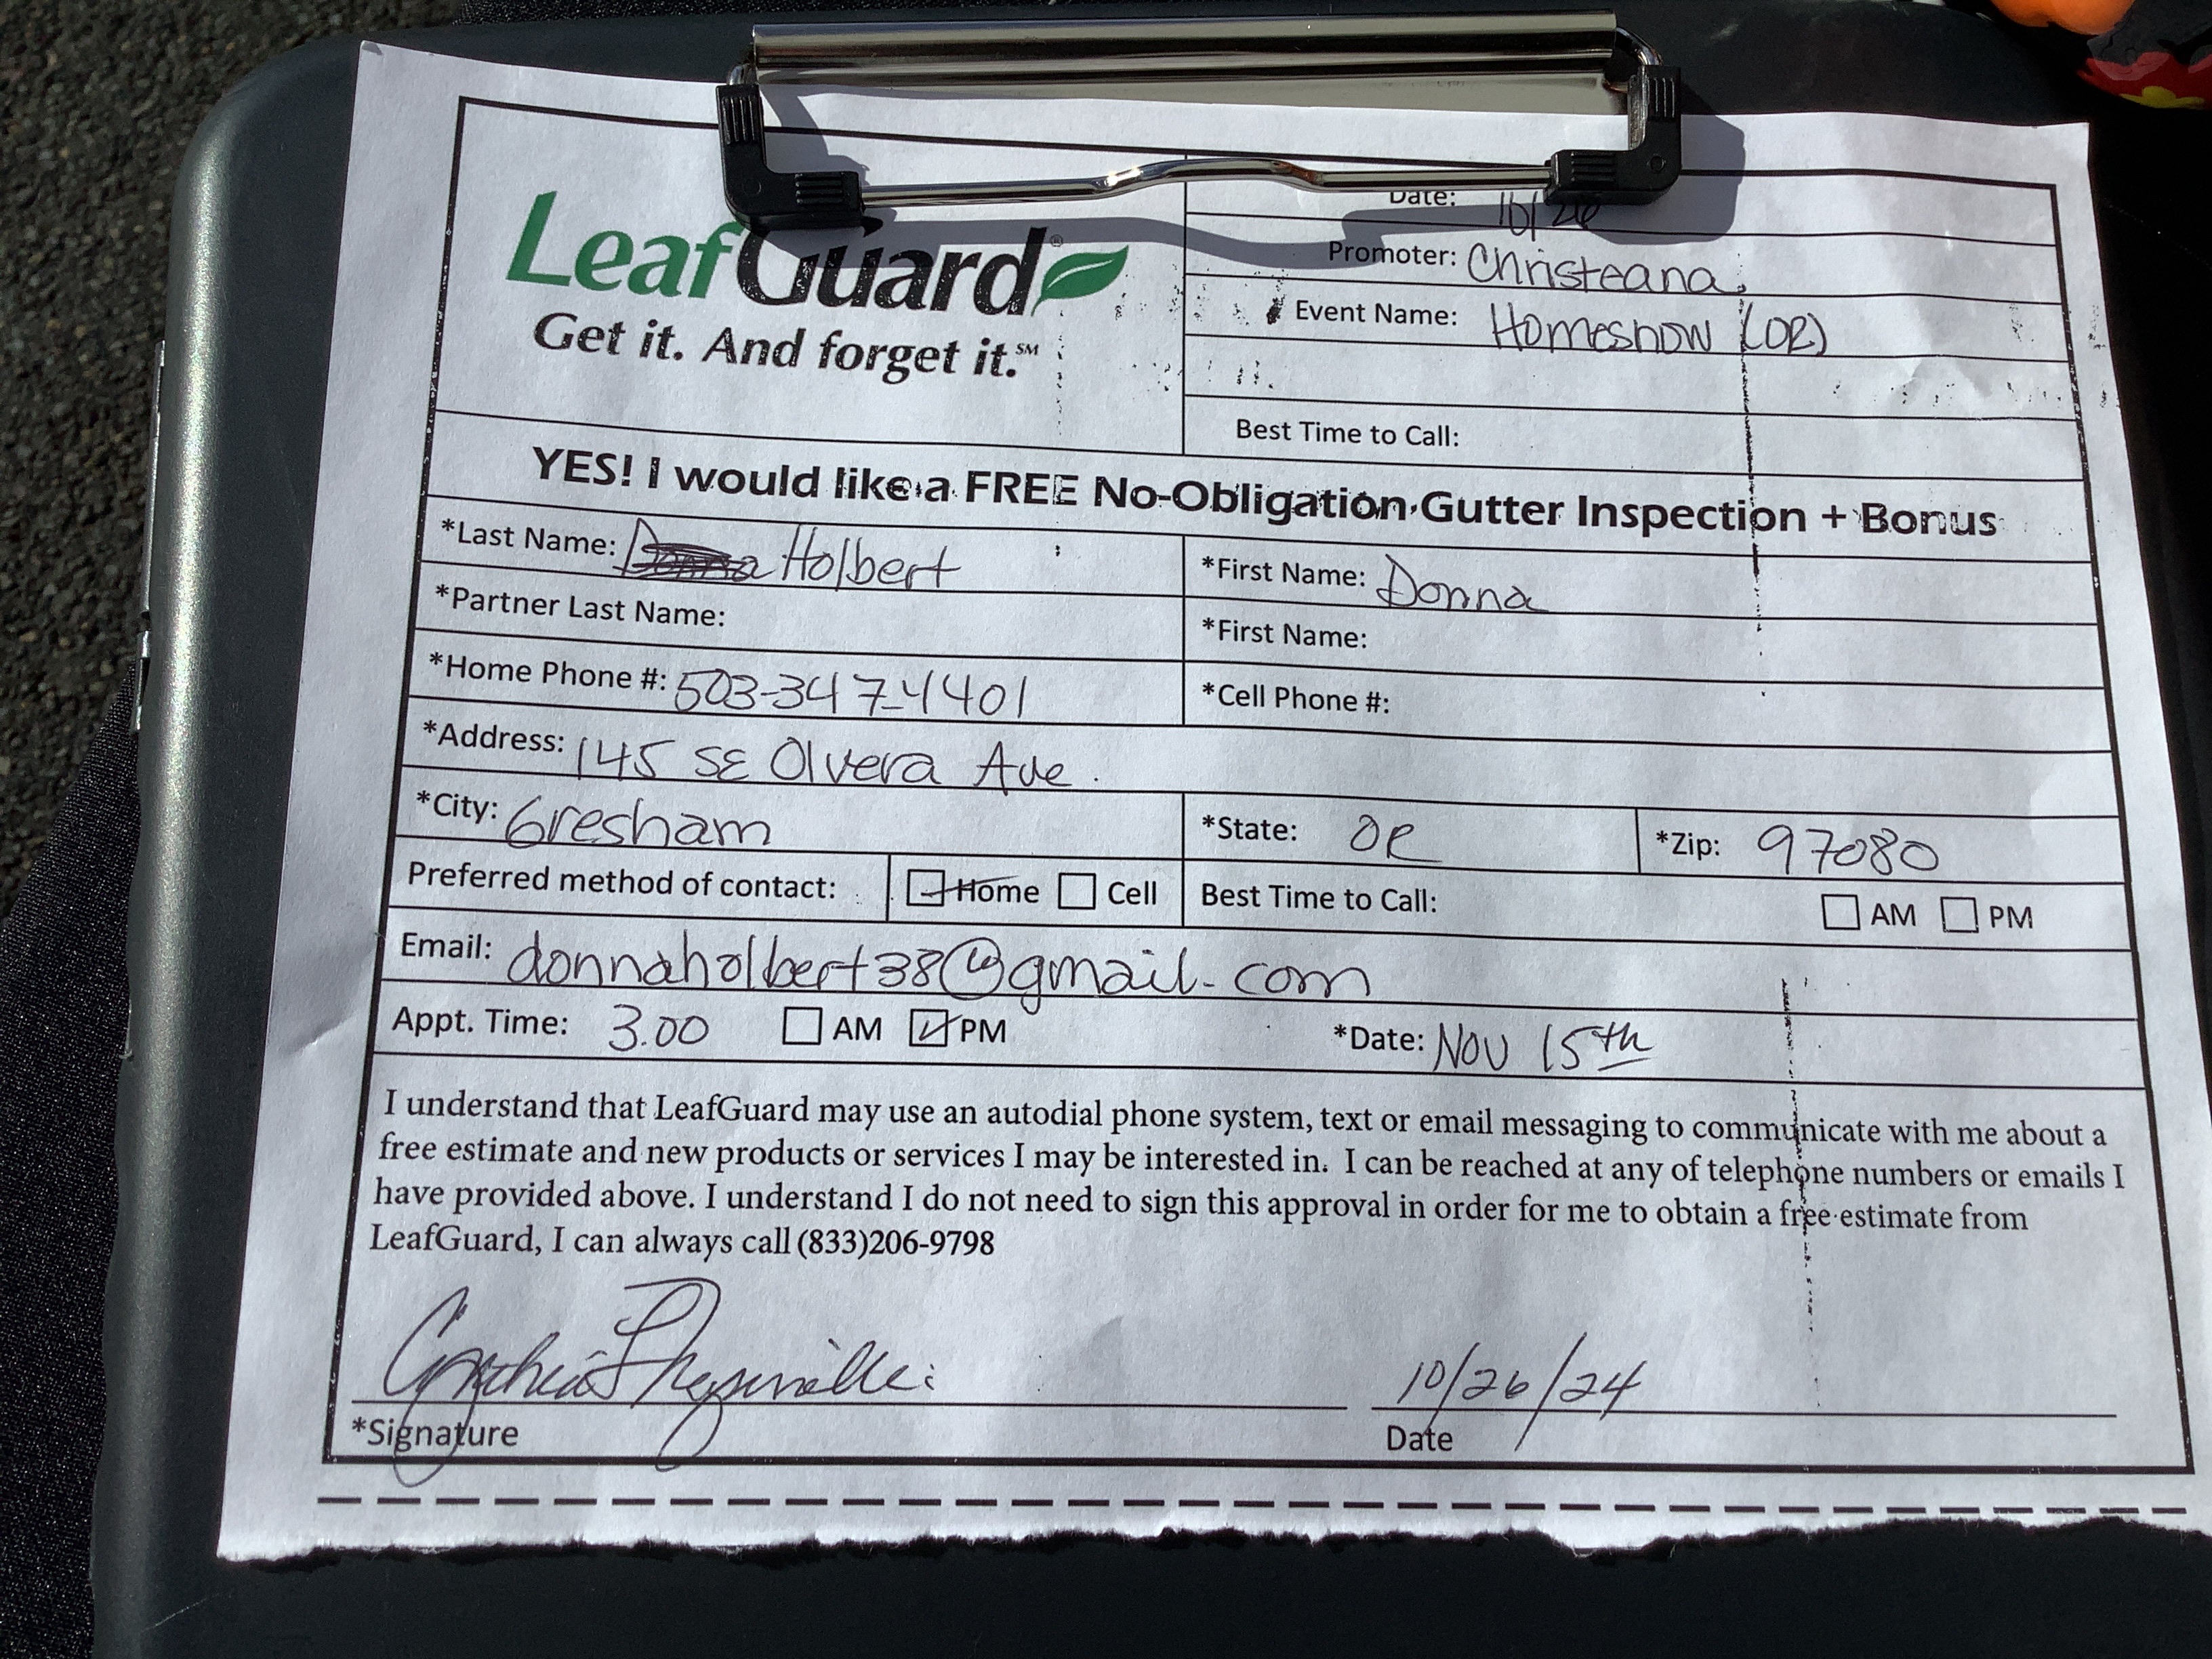 LeafGuard®
Get it. And forget it.℠
Date: 10/26
Promoter: Christeana
Event Name: Homeshow (OR)
Best Time to Call:
YES! I would like a FREE No-Obligation Gutter Inspection + Bonus
*Last Name: Donna Holbert *First Name: Donna
*Partner Last Name: *First Name:
*Home Phone #: 503-347-4401 *Cell Phone #:
*Address: 145 SE Olvera Ave.
*City: Gresham *State: OR *Zip: 97080
Preferred method of contact: Home Cell Best Time to Call: AM PM
Email: donnaholbert38@gmail.com
Appt. Time: 3.00 AM PM *Date: Nov 15th
I understand that LeafGuard may use an autodial phone system, text or email messaging to communicate with me about a
free estimate and new products or services I may be interested in. I can be reached at any of telephone numbers or emails I
have provided above. I understand I do not need to sign this approval in order for me to obtain a free estimate from
LeafGuard, I can always call (833)206-9798
10/26/24
*Signature Date